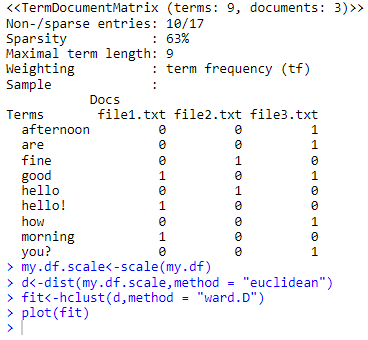 <<TermDocumentMatrix (terms: 9, documents: 3)>>
Non-/sparse entries: 10/17
Sparsity           : 63%
Maximal term length: 9
Weighting          : term frequency (tf)
Sample             :
           Docs
Terms       file1.txt file2.txt file3.txt
  afternoon         0         0         1
  are               0         0         1
  fine              0         1         0
  good              1         0         1
  hello             0         1         0
  hello!            1         0         0
  how               0         0         1
  morning           1         0         0
  you?              0         0         1
> my.df.scale<-scale(my.df)
> d<-dist(my.df.scale,method = "euclidean")
> fit<-hclust(d,method = "ward.D")
> plot(fit)
>